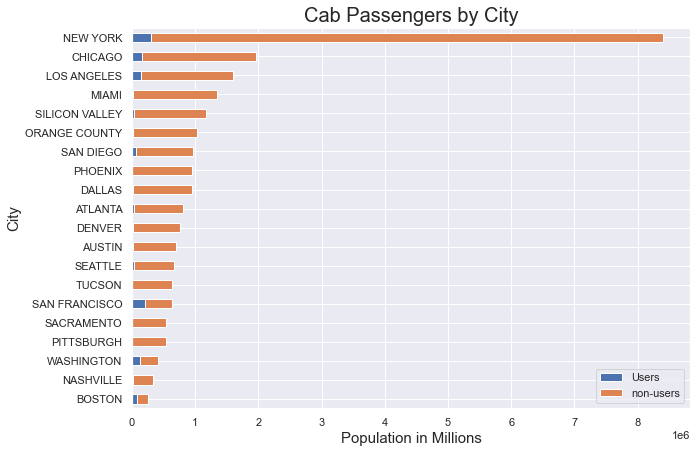 Cab Passengers by City
City
NEW YORK
CHICAGO
LOS ANGELES
MIAMI
SILICON VALLEY
ORANGE COUNTY
SAN DIEGO
PHOENIX
DALLAS
ATLANTA
DENVER
AUSTIN
SEATTLE
TUCSON
SAN FRANCISCO
SACRAMENTO
PITTSBURGH
WASHINGTON
NASHVILLE
BOSTON
Users
non-users
0 1 2 3 4 5 6 7 8
1e6
Population in Millions